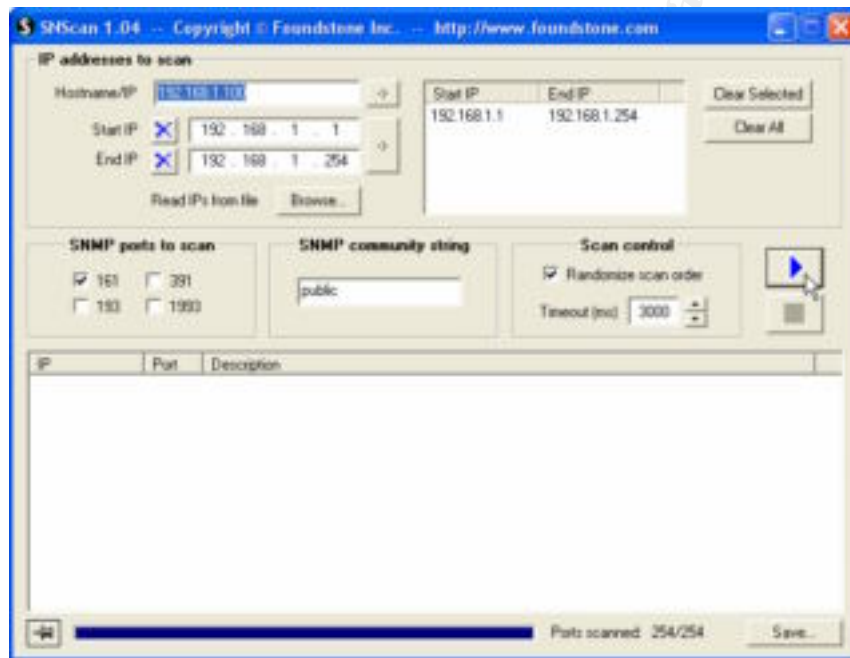 SNScan 1.04 -- Copyright © Foundstone Inc. -- http://www.foundstone.com
IP addresses to scan
Hostname/IP 192.168.1.100
Start IP 192 . 168 . 1 . 1
End IP 192 . 168 . 1 . 254
Read IPs from file Browse...
Start IP End IP
192.168.1.1 192.168.1.254
Clear Selected
Clear All
SNMP ports to scan
161 391
193 1993
SNMP community string
public
Scan control
Randomize scan order
Timeout (ms) 3000
IP Port Description
Ports scanned: 254/254 Save...